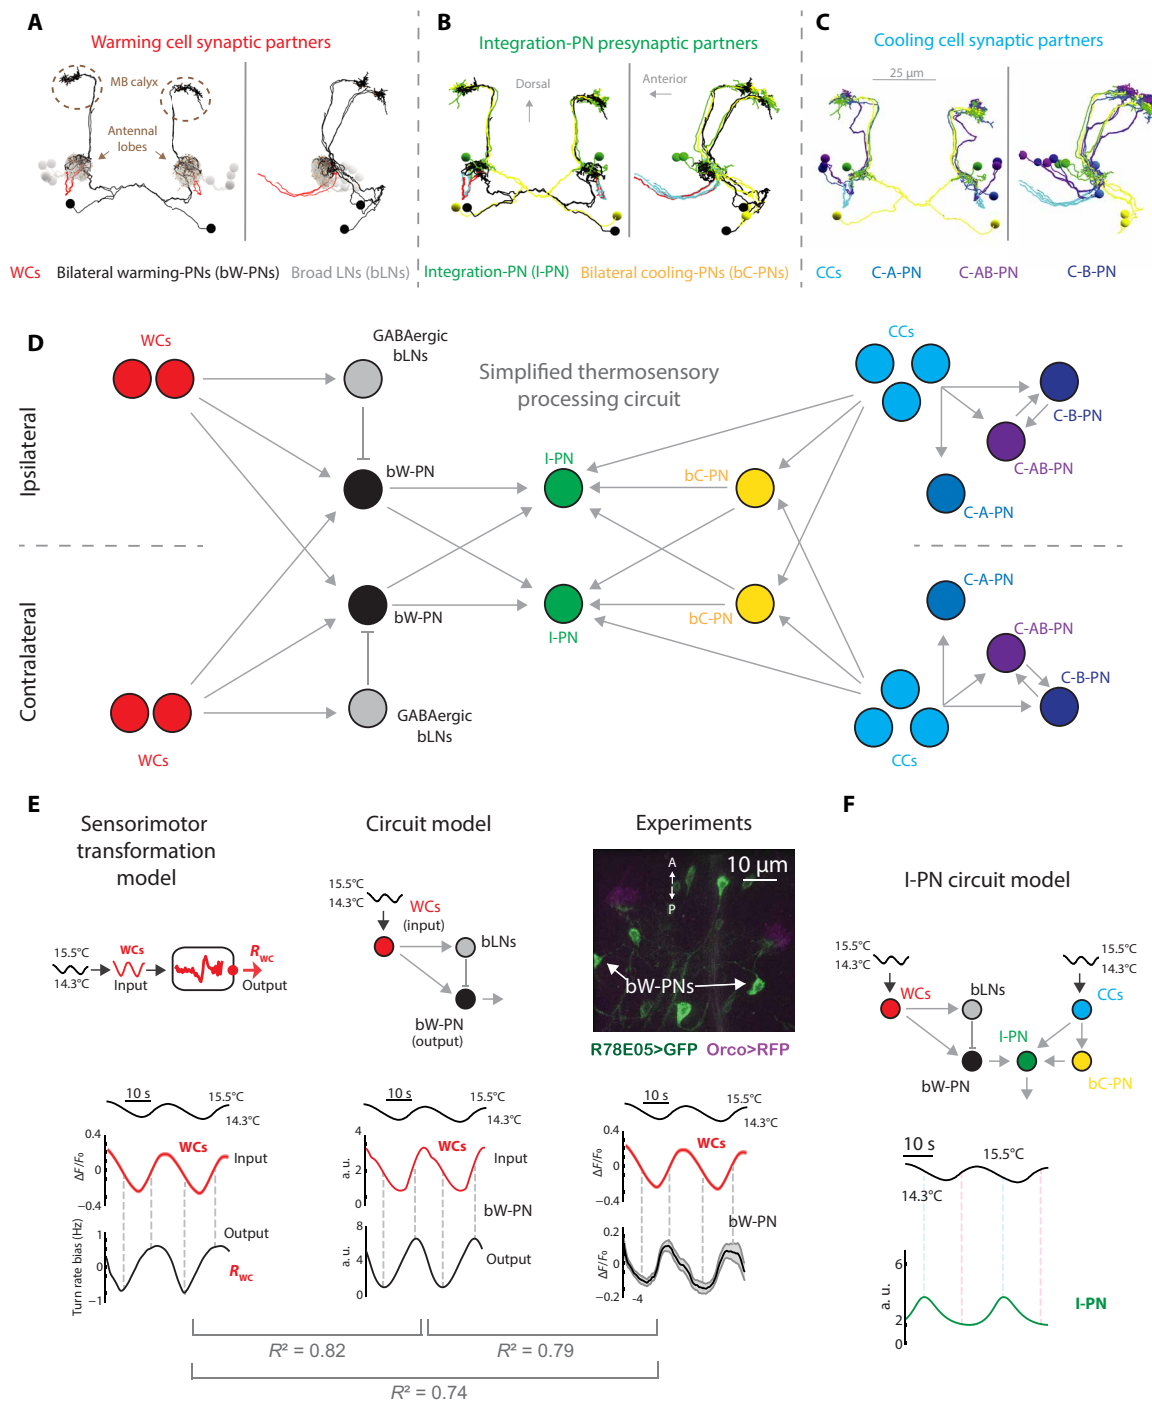 A
Warming cell synaptic partners
MB calyx
Antennal
lobes
WCs
Bilateral warming-PNs (bW-PNs)
Broad LNs (bLNs)
B
Integration-PN presynaptic partners
Dorsal
Anterior
Integration-PN (I-PN)
Bilateral cooling-PNs (bC-PNs)
C
Cooling cell synaptic partners
25 µm
CCs
C-A-PN
C-AB-PN
C-B-PN
D
Ipsilateral
Contralateral
Simplified thermosensory
processing circuit
WCs
GABAergic
bLNs
bW-PN
I-PN
bC-PN
CCs
C-B-PN
C-AB-PN
C-A-PN
bW-PN
I-PN
bC-PN
C-A-PN
C-AB-PN
C-B-PN
WCs
GABAergic
bLNs
CCs
E
Sensorimotor
transformation
model
15.5°C
14.3°C
WCs
Input
RWC
Output
Circuit model
15.5°C
14.3°C
WCs
(input)
bLNs
bW-PN
(output)
Experiments
10 µm
A
P
bW-PNs
R78E05>GFP Orco>RFP
10 s
15.5°C
14.3°C
0.4
0
−0.4
ΔF/F0
WCs
Input
1
0
−1
Turn rate bias (Hz)
Output
RWC
10 s
15.5°C
14.3°C
4
2
0
a. u.
WCs
Input
bW-PN
8
4
0
a. u.
Output
10 s
15.5°C
14.3°C
0.4
0
−0.4
ΔF/F0
WCs
bW-PN
0.2
0
−0.2
ΔF/F0
-4
R² = 0.82
R² = 0.79
R² = 0.74
F
I-PN circuit model
15.5°C
14.3°C
WCs
bLNs
15.5°C
14.3°C
CCs
I-PN
bW-PN
bC-PN
10 s
15.5°C
14.3°C
6
2
0
a. u.
I-PN